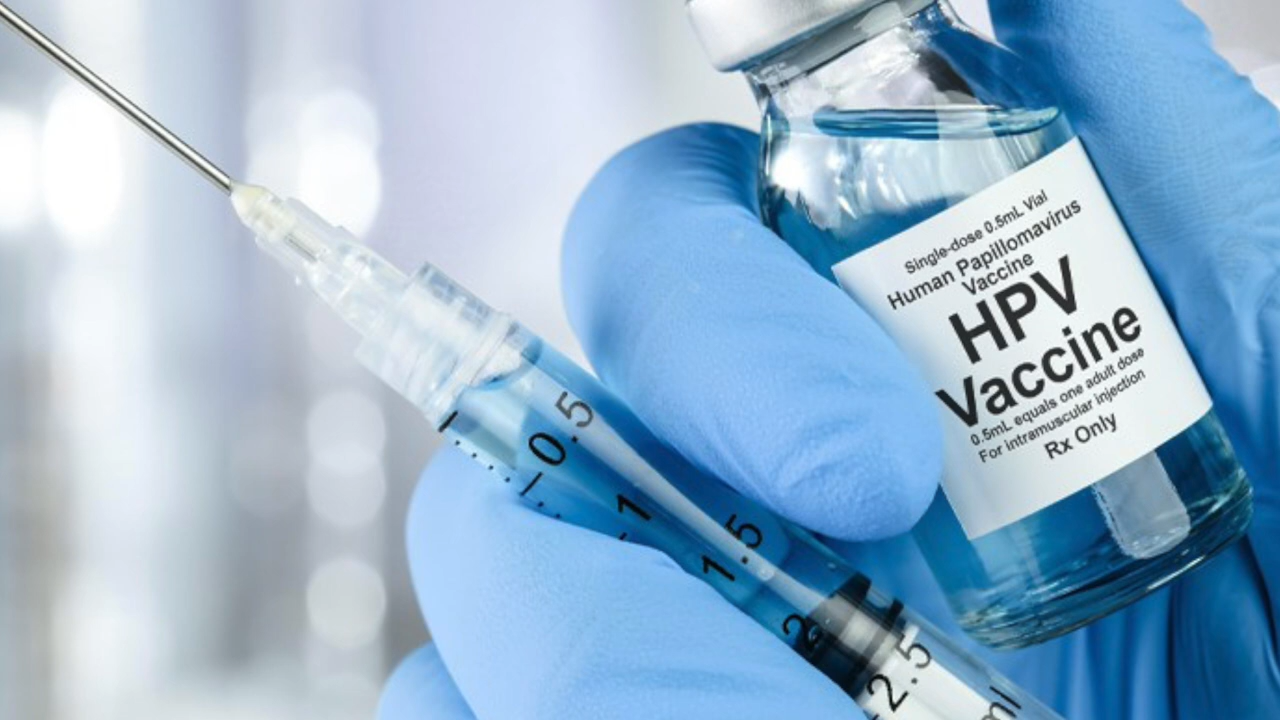 Single-dose 0.5mL Vial
Human Papillomavirus
Vaccine
HPV
Vaccine
0.5mL equals one adult dose
For intramuscular injection
Rx Only
0.5
1
1.5
2
2.5
ml